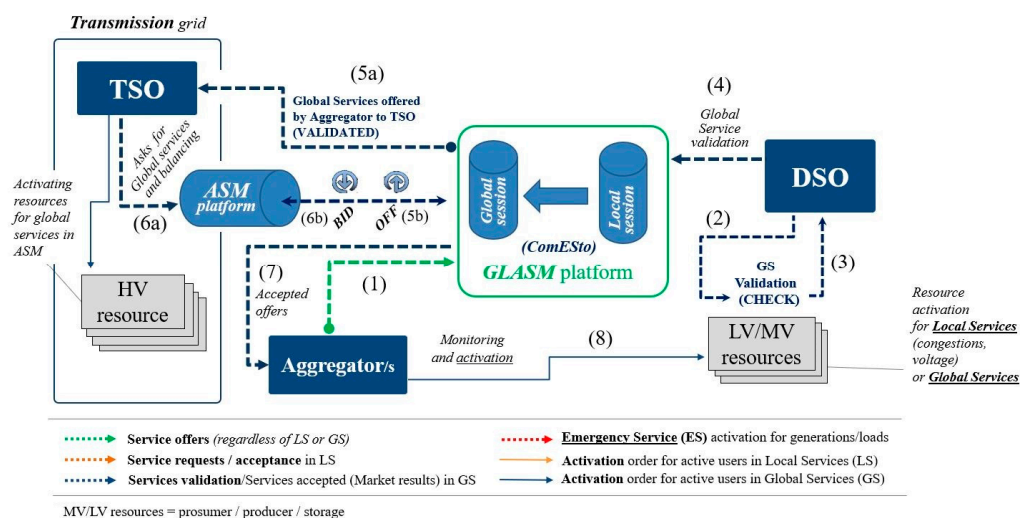 Transmission grid
TSO
(5a)
Global Services offered
by Aggregator to TSO
(VALIDATED)
(4)
Global
Service
validation
DSO
Asks for
Global services
and balancing
Activating
resources
for global
services in
ASM
(6a)
ASM
platform
(6b)
BID
OFF
(5b)
Global
session
Local
session
(ComESto)
GLASM platform
(2)
(3)
GS
Validation
(CHECK)
(7)
Accepted
offers
(1)
HV
resource
Aggregator/s
Monitoring
and activation
(8)
LV/MV
resources
Resource
activation
for Local Services
(congestions,
voltage)
or Global Services
Service offers (regardless of LS or GS)
Service requests / acceptance in LS
Services validation/Services accepted (Market results) in GS
Emergency Service (ES) activation for generations/loads
Activation order for active users in Local Services (LS)
Activation order for active users in Global Services (GS)
MV/LV resources = prosumer / producer / storage